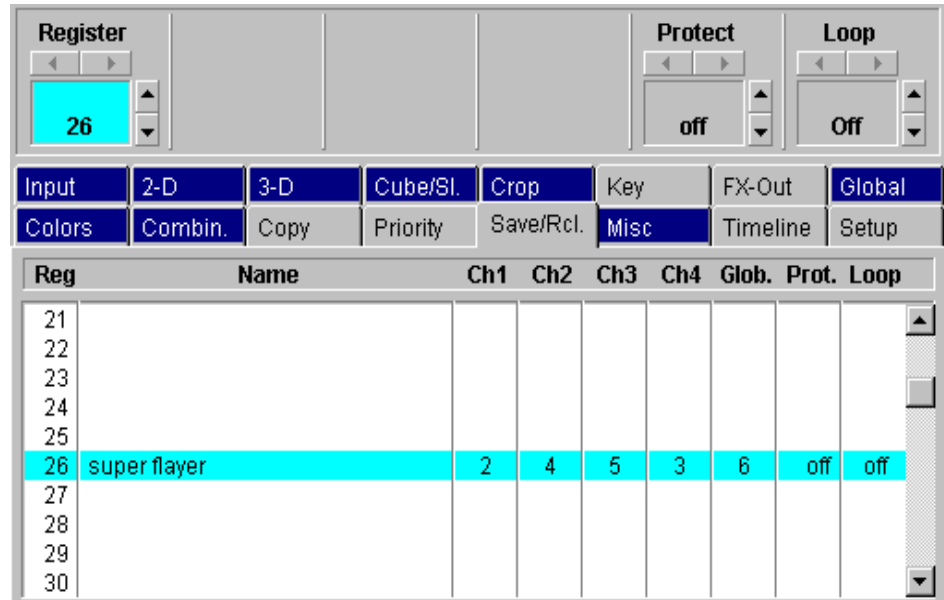 Register Protect Loop
26 off Off
Input 2-D 3-D Cube/Sl. Crop Key FX-Out Global
Colors Combin. Copy Priority Save/Rcl. Misc Timeline Setup
Reg Name Ch1 Ch2 Ch3 Ch4 Glob. Prot. Loop
21
22
23
24
25
26 super flayer 2 4 5 3 6 off off
27
28
29
30